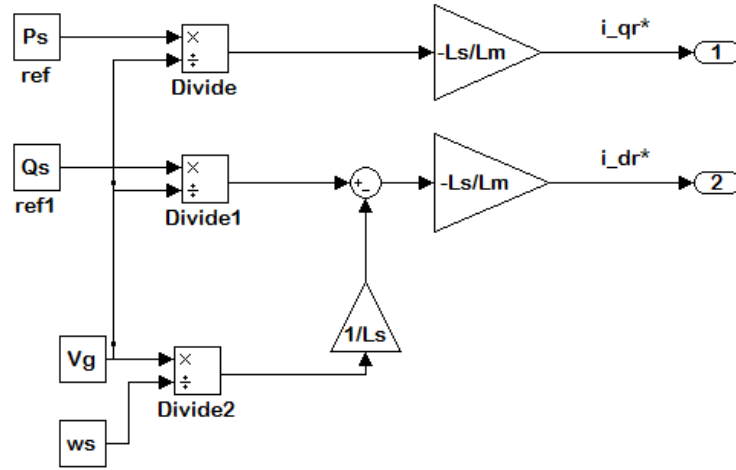 Ps
×
÷
ref
Divide
-Ls/Lm
i_qr*
1
Qs
×
÷
ref1
Divide1
+
-
-Ls/Lm
i_dr*
2
1/Ls
Vg
×
÷
Divide2
ws